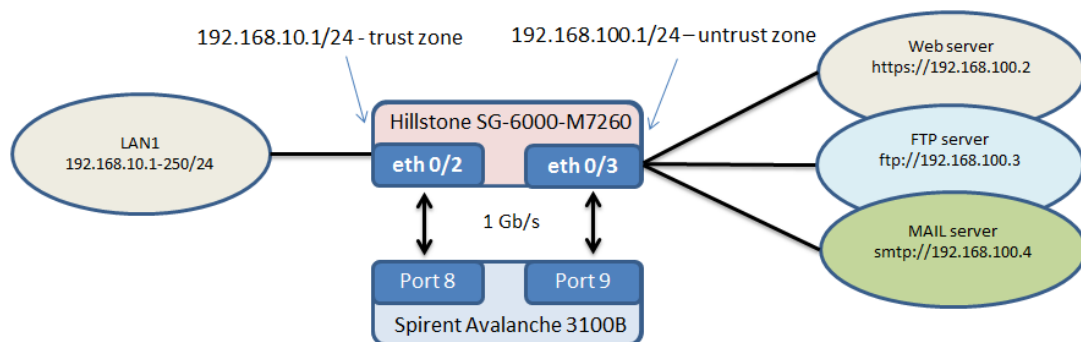 192.168.10.1/24 - trust zone
192.168.100.1/24 – untrust zone
Web server
https://192.168.100.2
Hillstone SG-6000-M7260
LAN1
192.168.10.1-250/24
eth 0/2
eth 0/3
FTP server
ftp://192.168.100.3
1 Gb/s
MAIL server
smtp://192.168.100.4
Port 8
Port 9
Spirent Avalanche 3100B